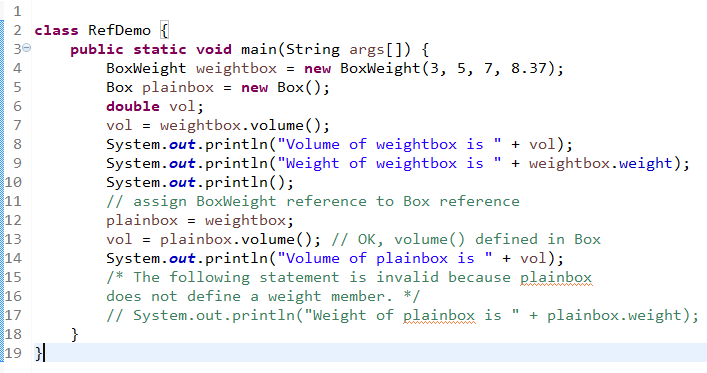 1
2 class RefDemo {
3 public static void main(String args[]) {
4 BoxWeight weightbox = new BoxWeight(3, 5, 7, 8.37);
5 Box plainbox = new Box();
6 double vol;
7 vol = weightbox.volume();
8 System.out.println("Volume of weightbox is " + vol);
9 System.out.println("Weight of weightbox is " + weightbox.weight);
10 System.out.println();
11 // assign BoxWeight reference to Box reference
12 plainbox = weightbox;
13 vol = plainbox.volume(); // OK, volume() defined in Box
14 System.out.println("Volume of plainbox is " + vol);
15 /* The following statement is invalid because plainbox
16 does not define a weight member. */
17 // System.out.println("Weight of plainbox is " + plainbox.weight);
18 }
19 }